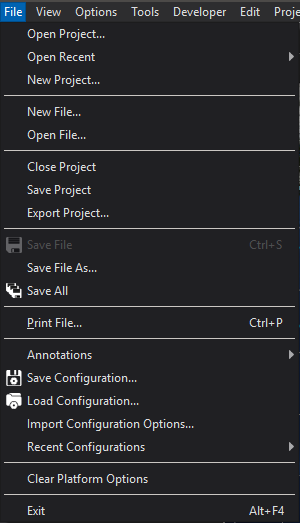 File View Options Tools Developer Edit Proje
Open Project...
Open Recent
New Project...
New File...
Open File...
Close Project
Save Project
Export Project...
Save File Ctrl+S
Save File As...
Save All
Print File... Ctrl+P
Annotations
Save Configuration...
Load Configuration...
Import Configuration Options...
Recent Configurations
Clear Platform Options
Exit Alt+F4